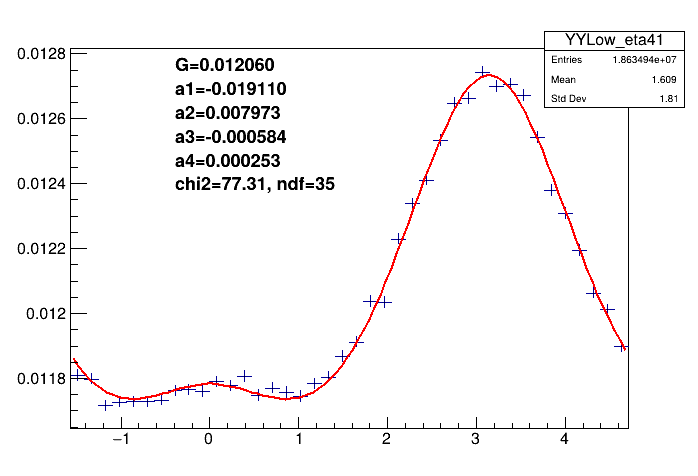 YYLow_eta41
Entries 1.863494e+07
Mean 1.609
Std Dev 1.81
G=0.012060
a1=-0.019110
a2=0.007973
a3=-0.000584
a4=0.000253
chi2=77.31, ndf=35
0.0128
0.0126
0.0124
0.0122
0.012
0.0118
−1 0 1 2 3 4